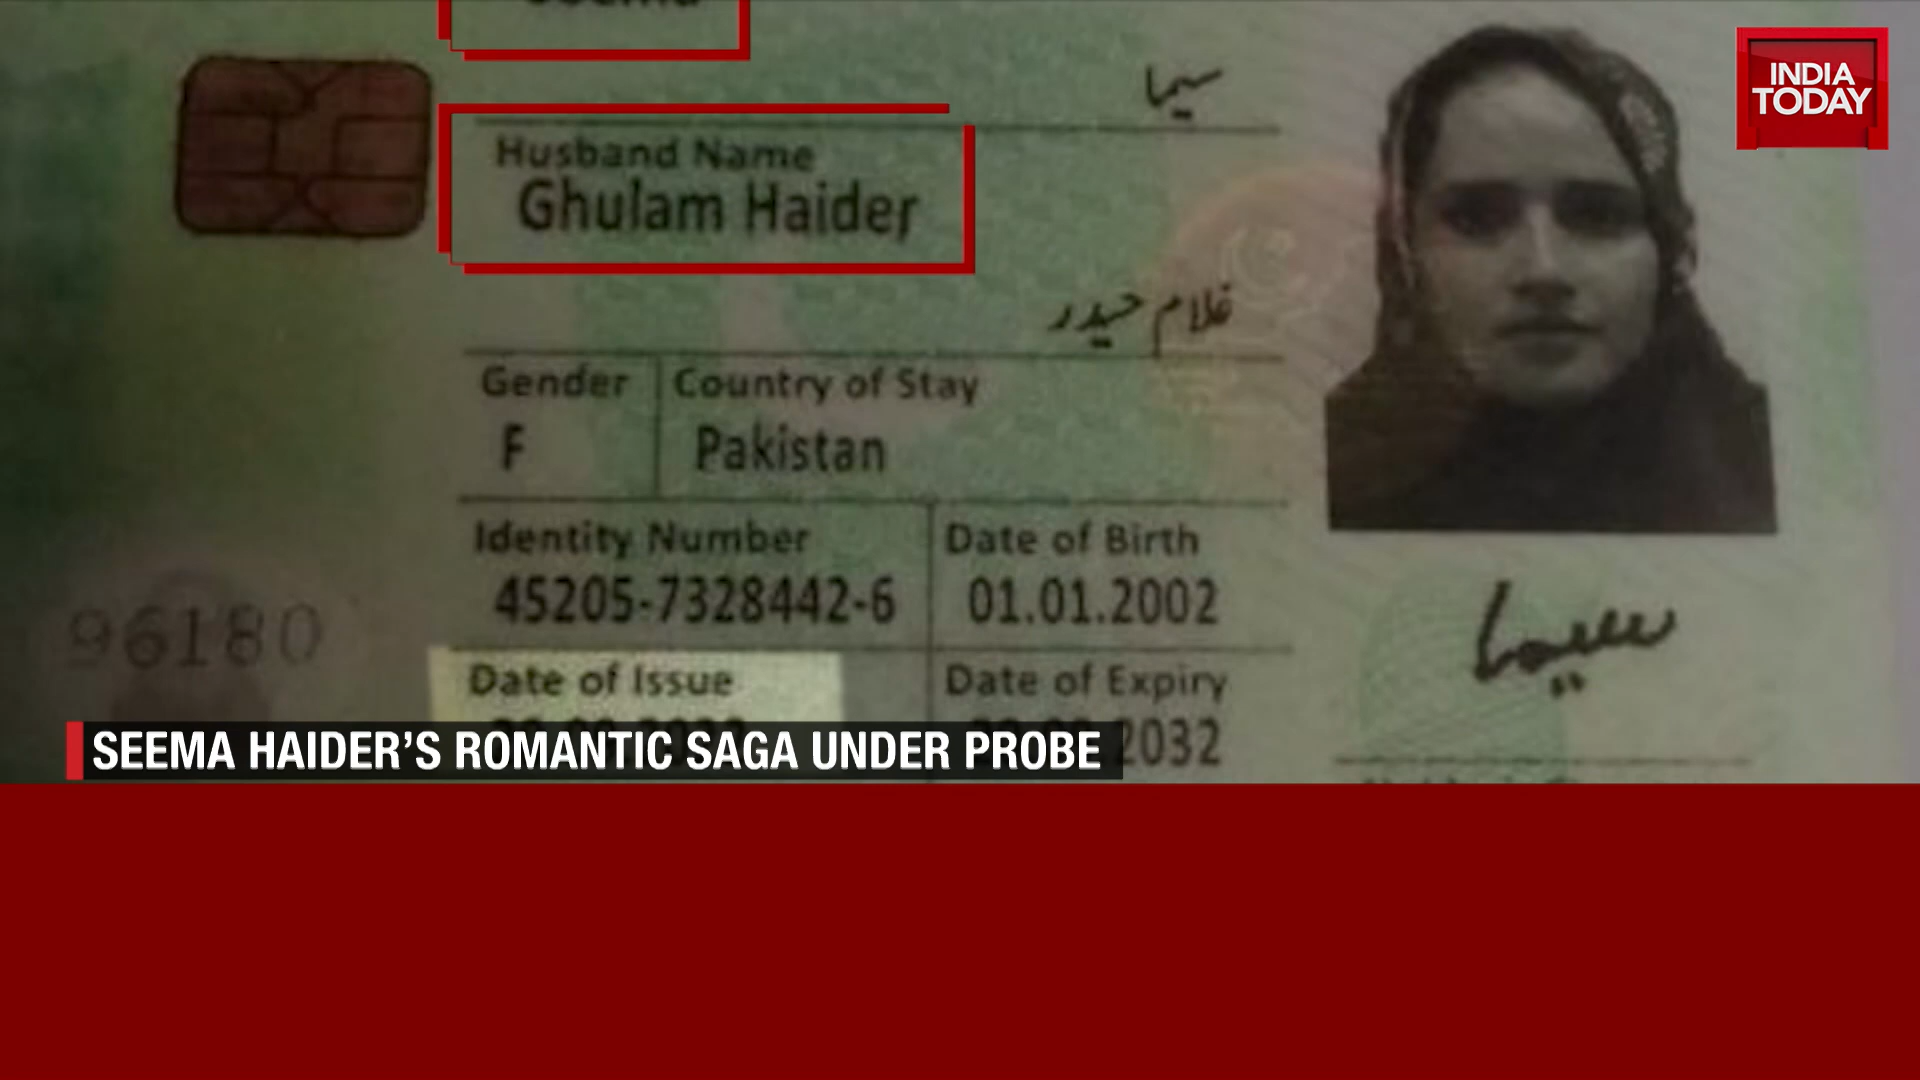 INDIA
TODAY
سیما
Husband Name
Ghulam Haider
غلام حیدر
Gender
Country of Stay
F
Pakistan
Identity Number
Date of Birth
45205-7328442-6
01.01.2002
96180
سیما
Date of Issue
Date of Expiry
2032
SEEMA HAIDER'S ROMANTIC SAGA UNDER PROBE